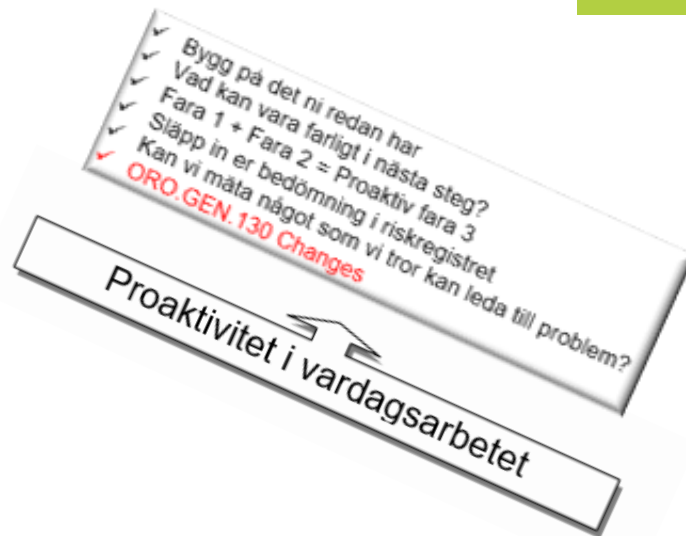 Bygg på det ni redan har
Vad kan vara farligt i nästa steg?
Fara 1 + Fara 2 = Proaktiv fara 3
Släpp in er bedömning i riskregistret
Kan vi mäta något som vi tror kan leda till problem?
ORO.GEN.130 Changes
Proaktivitet i vardagsarbetet